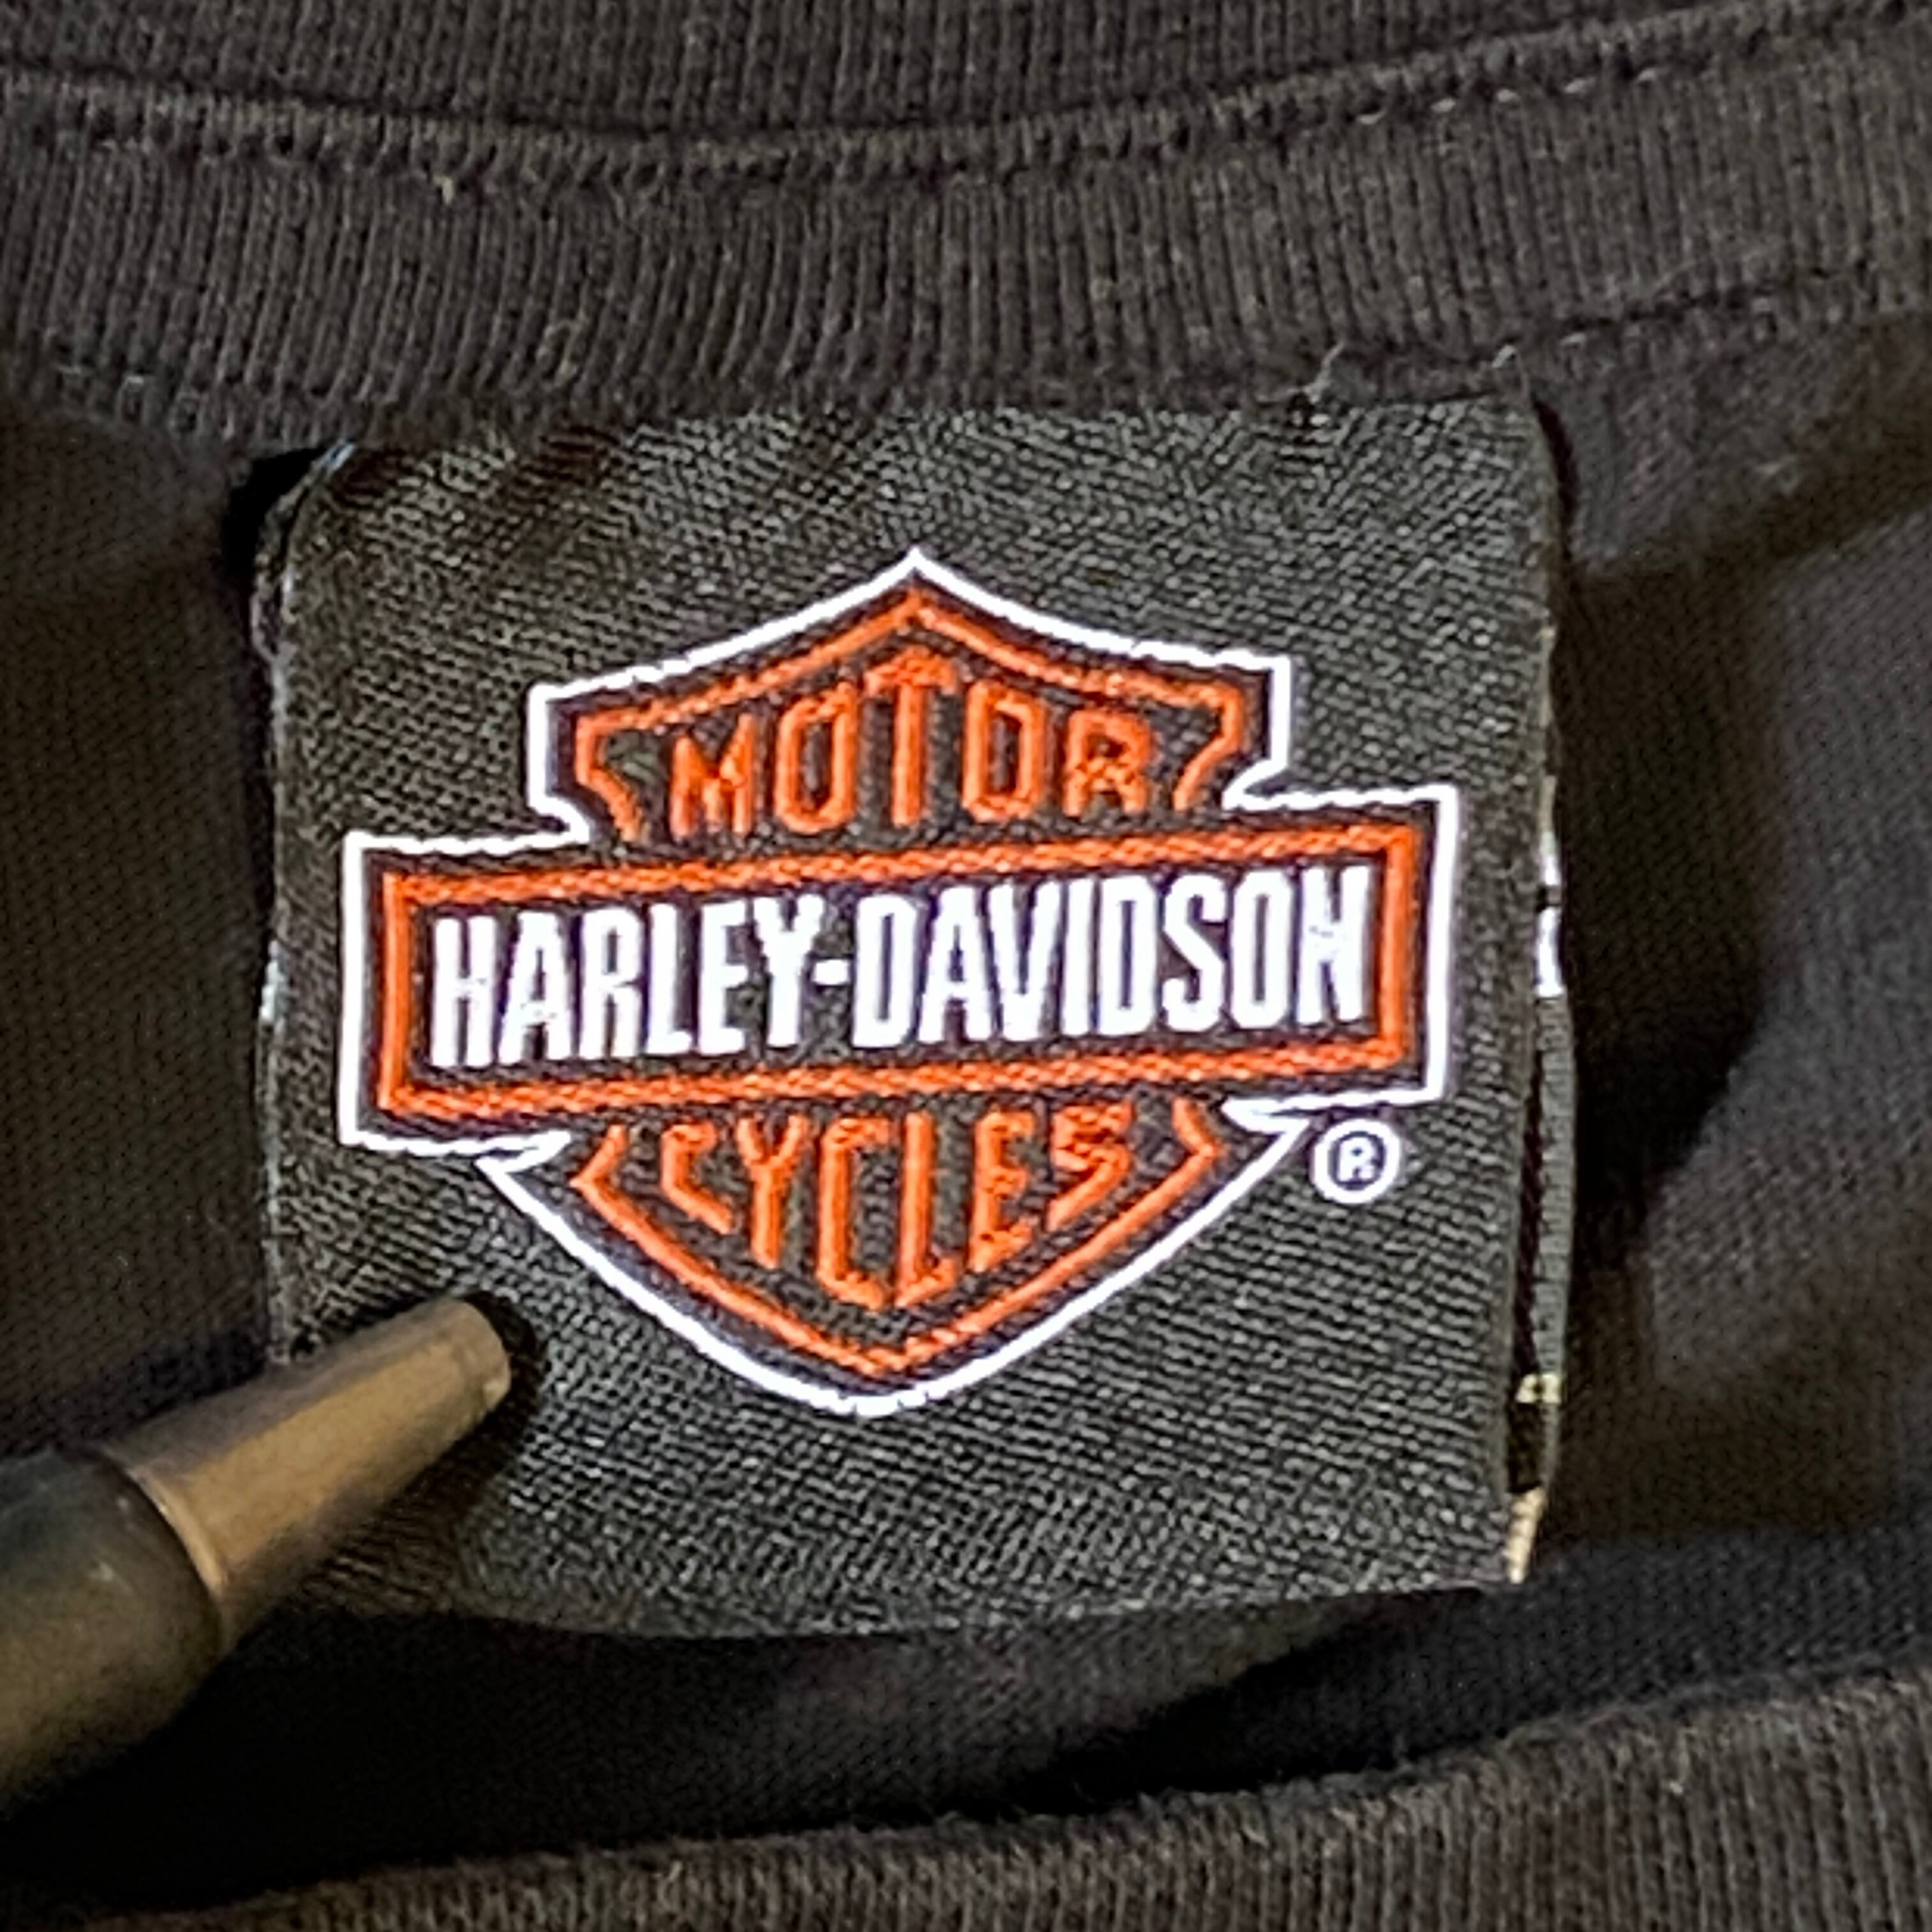 MOTOR
HARLEY-DAVIDSON
CYCLES
®